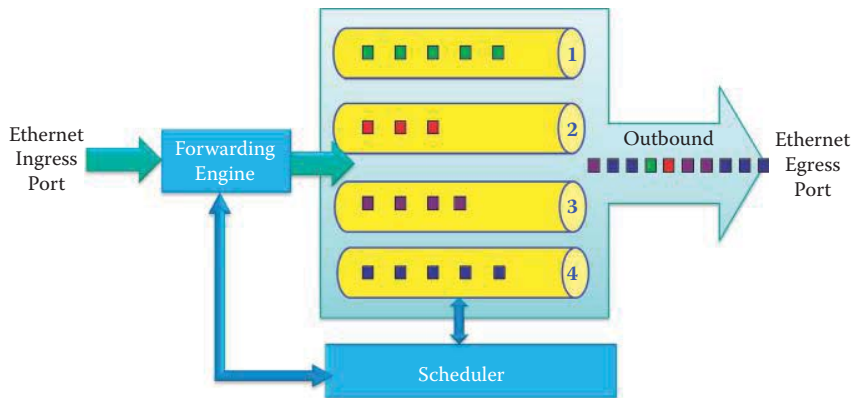 Ethernet
Ingress
Port
Forwarding
Engine
1
2
3
4
Outbound
Ethernet
Egress
Port
Scheduler